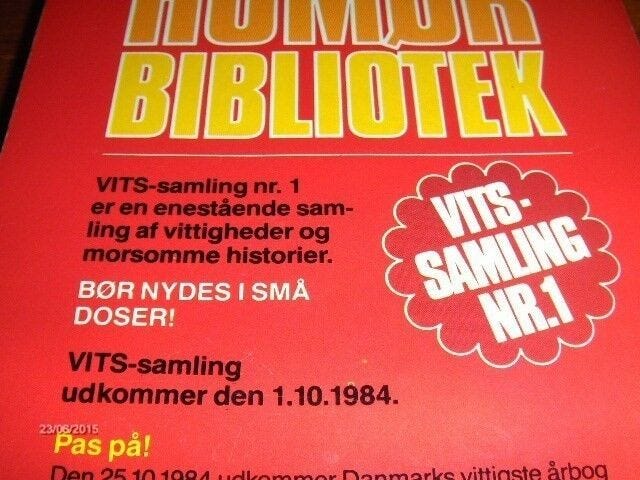 HUMØR
BIBLIOTEK
VITS-samling nr. 1
er en enestående sam-
ling af vittigheder og
morsomme historier.
BØR NYDES I SMÅ
DOSER!
VITS-
SAMLING
NR.1
VITS-samling
udkommer den 1.10.1984.
23/06/2015
Pas på!
Den 25.10.1984 udkommer Danmarks vittigste årbog